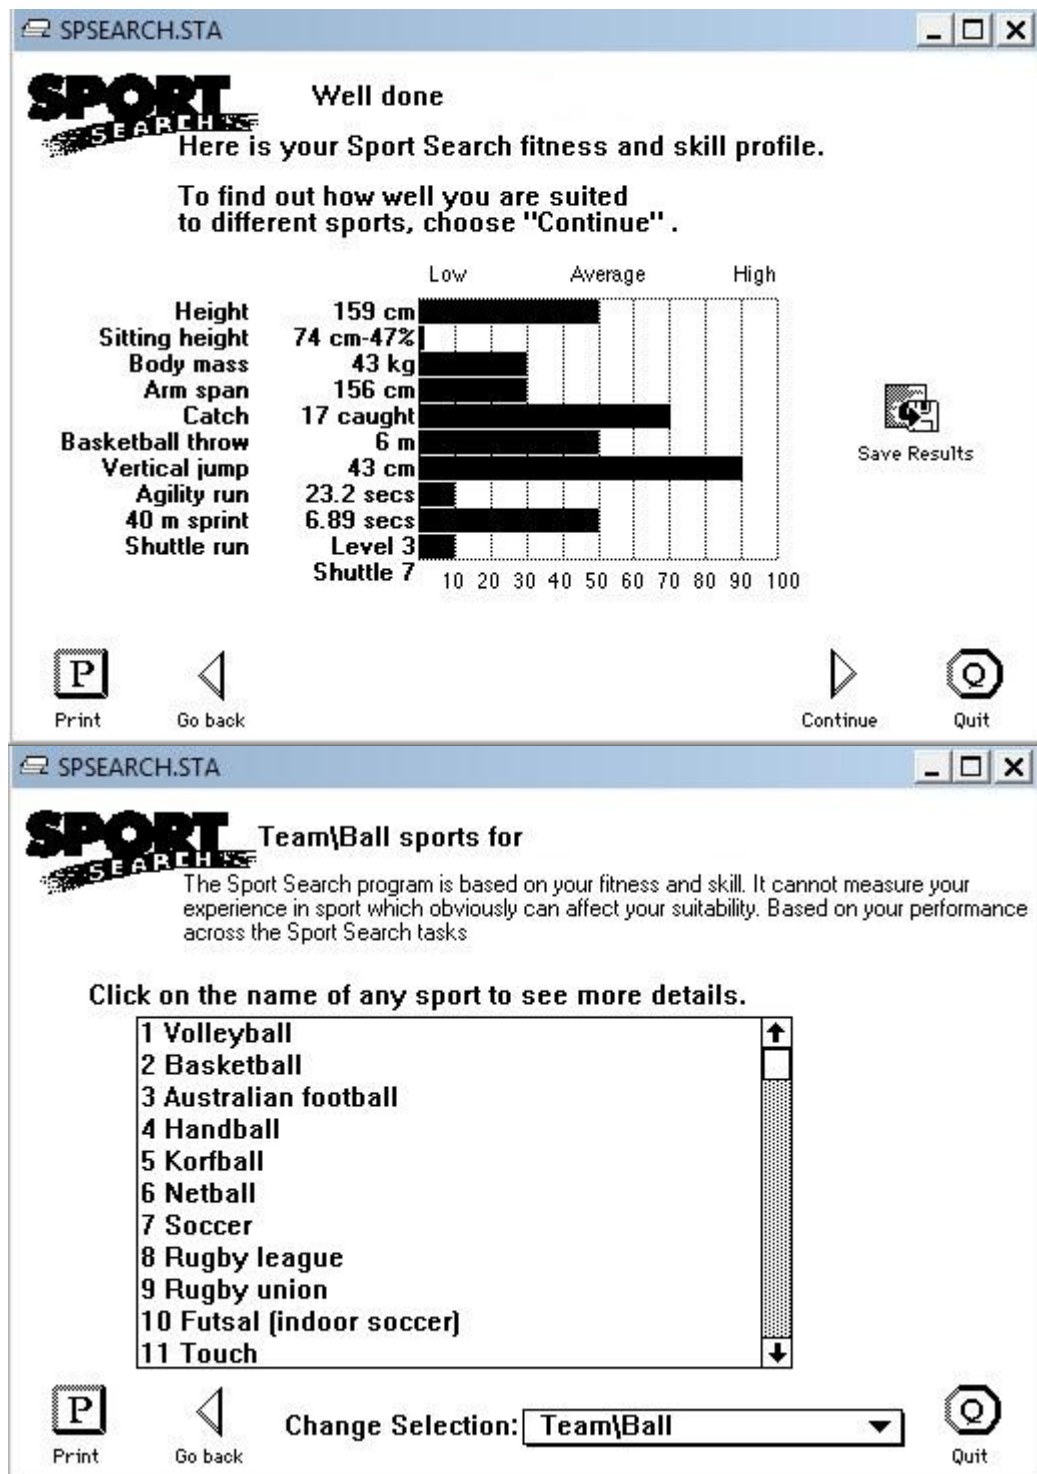 SPSEARCH.STA
SPORT
SEARCH
Well done
Here is your Sport Search fitness and skill profile.
To find out how well you are suited
to different sports, choose "Continue" .
Low Average High
Height 159 cm
Sitting height 74 cm-47%
Body mass 43 kg
Arm span 156 cm
Catch 17 caught
Basketball throw 6 m
Vertical jump 43 cm
Agility run 23.2 secs
40 m sprint 6.89 secs
Shuttle run Level 3
Shuttle 7
10 20 30 40 50 60 70 80 90 100
Save Results
P
Q
Print Go back Continue Quit
SPSEARCH.STA
SPORT
SEARCH
Team\Ball sports for
The Sport Search program is based on your fitness and skill. It cannot measure your
experience in sport which obviously can affect your suitability. Based on your performance
across the Sport Search tasks
Click on the name of any sport to see more details.
1 Volleyball
2 Basketball
3 Australian football
4 Handball
5 Korfball
6 Netball
7 Soccer
8 Rugby league
9 Rugby union
10 Futsal (indoor soccer)
11 Touch
P
Q
Change Selection: Team\Ball
Print Go back Quit